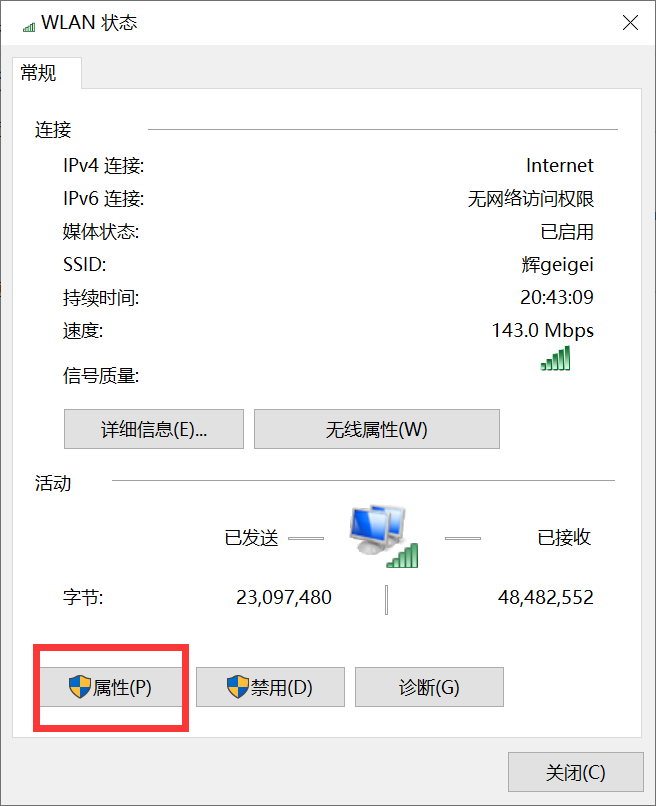 WLAN 状态
常规
连接
IPv4 连接: Internet
IPv6 连接: 无网络访问权限
媒体状态: 已启用
SSID: 辉geigei
持续时间: 20:43:09
速度: 143.0 Mbps
信号质量:
详细信息(E)... 无线属性(W)
活动
已发送 已接收
字节: 23,097,480 48,482,552
属性(P) 禁用(D) 诊断(G)
关闭(C)